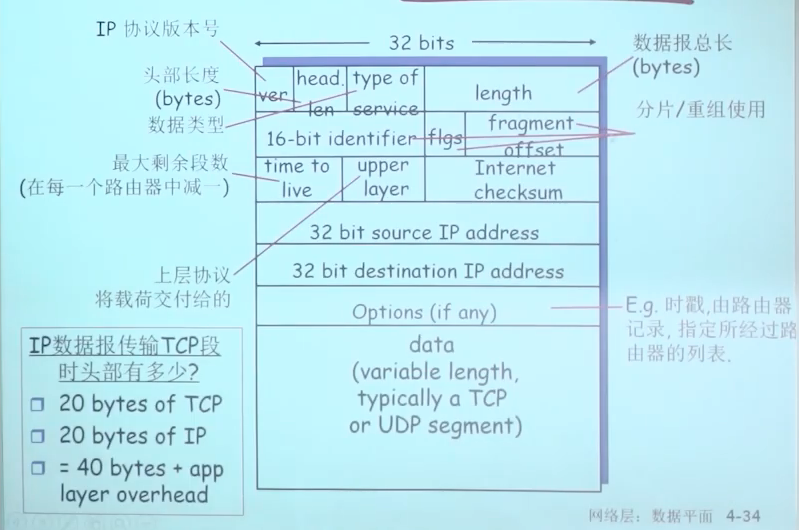 IP 协议版本号
32 bits
数据报总长
(bytes)
头部长度
(bytes)
数据类型
ver
head.
len
type of
service
length
分片/重组使用
16-bit identifier
flgs
fragment
offset
最大剩余段数
(在每一个路由器中减一)
time to
live
upper
layer
Internet
checksum
32 bit source IP address
上层协议
将载荷交付给的
32 bit destination IP address
Options (if any)
E.g. 时戳,由路由器
记录, 指定所经过路
由器的列表.
data
(variable length,
typically a TCP
or UDP segment)
IP数据报传输TCP段
时头部有多少?
20 bytes of TCP
20 bytes of IP
= 40 bytes + app
layer overhead
网络层：数据平面 4-34